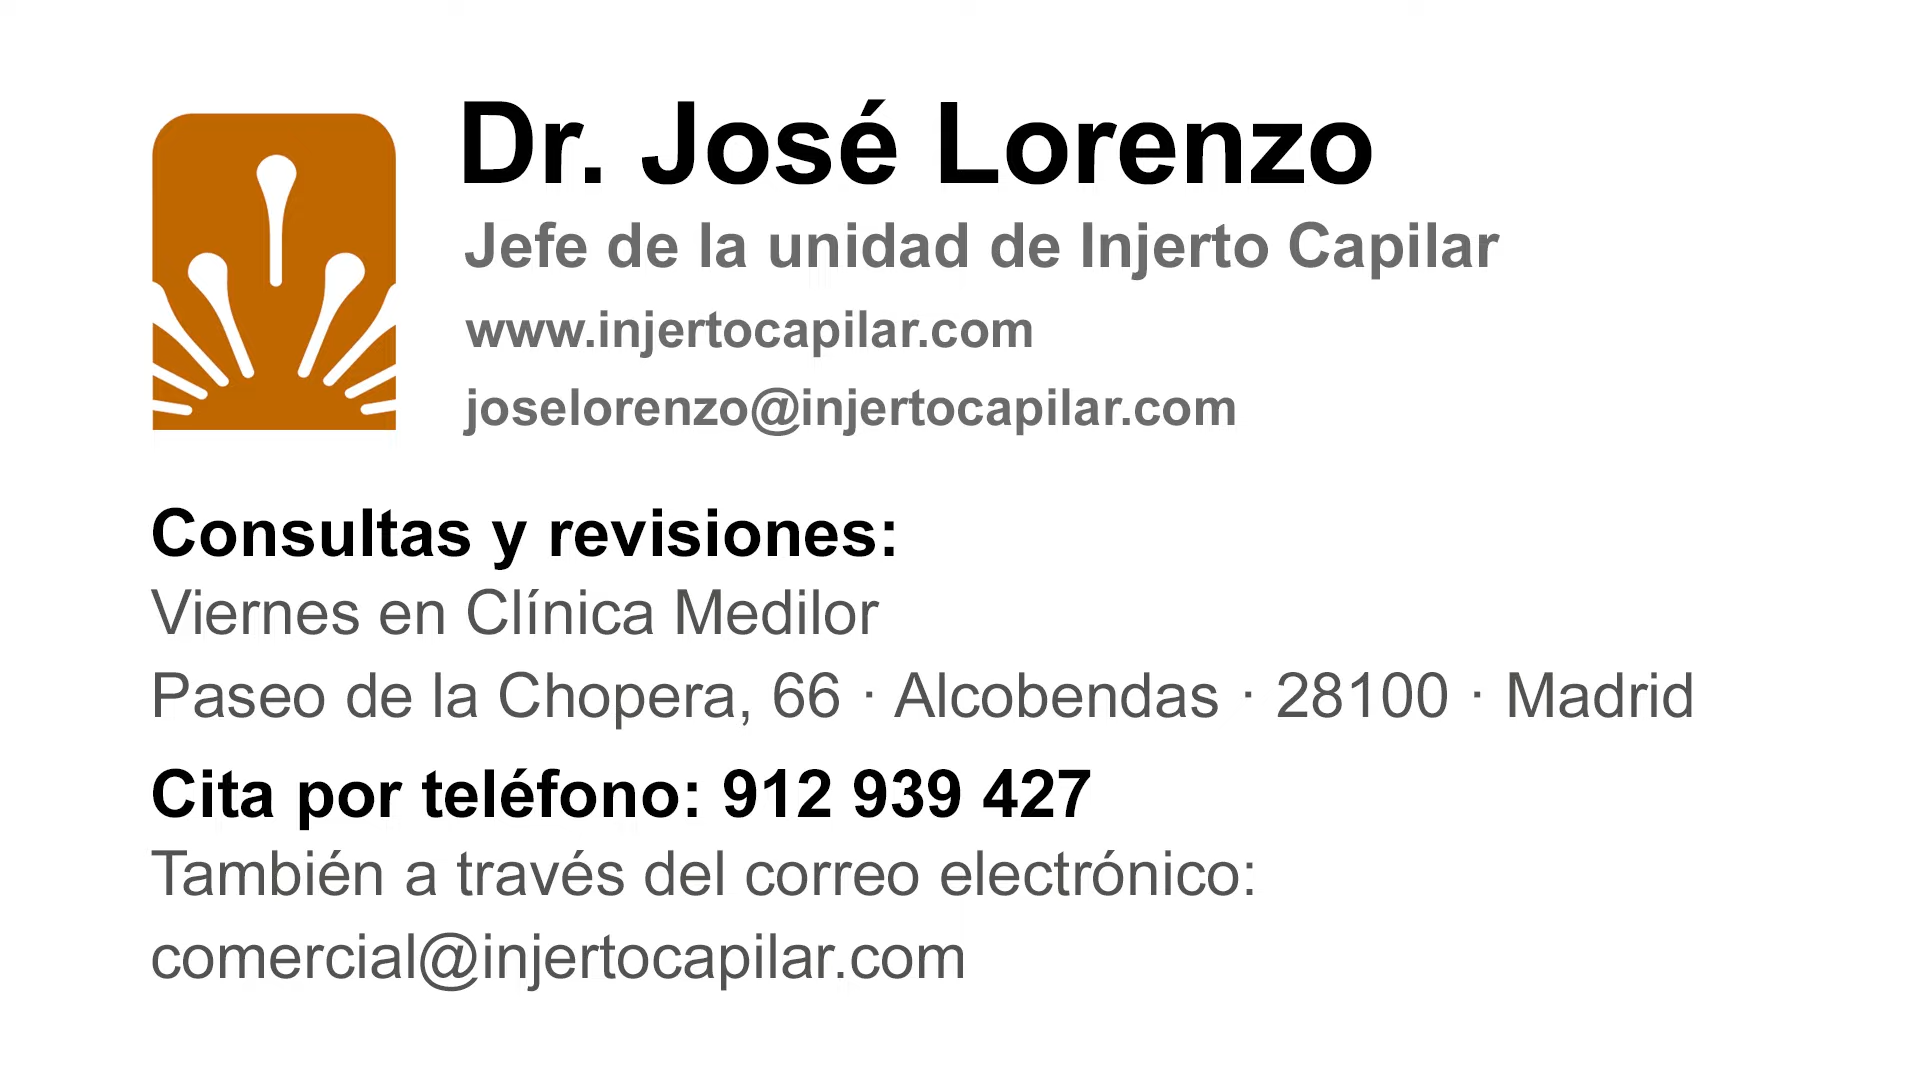 Dr. José Lorenzo
Jefe de la unidad de Injerto Capilar
www.injertocapilar.com
joselorenzo@injertocapilar.com
Consultas y revisiones:
Viernes en Clínica Medilor
Paseo de la Chopera, 66 · Alcobendas · 28100 · Madrid
Cita por teléfono: 912 939 427
También a través del correo electrónico:
comercial@injertocapilar.com